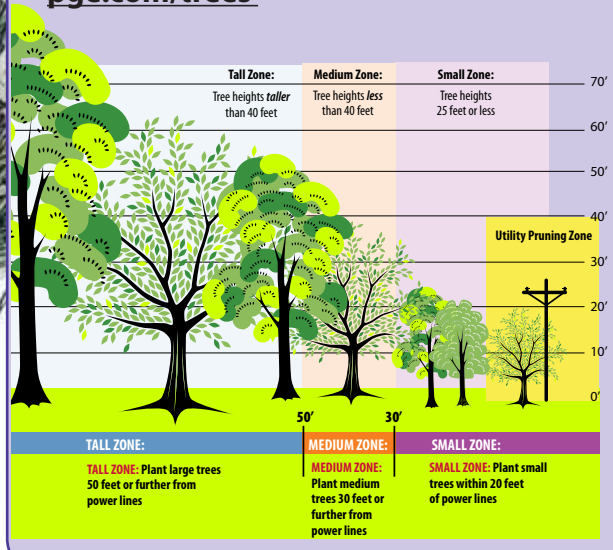 pge.com/trees
Tall Zone:
Tree heights taller
than 40 feet
Medium Zone:
Tree heights less
than 40 feet
Small Zone:
Tree heights
25 feet or less
70'
60'
50'
40'
Utility Pruning Zone
30'
20'
10'
0'
50'
30'
TALL ZONE:
MEDIUM ZONE:
SMALL ZONE:
TALL ZONE: Plant large trees
50 feet or further from
power lines
MEDIUM ZONE:
Plant medium
trees 30 feet or
further from
power lines
SMALL ZONE: Plant small
trees within 20 feet
of power lines